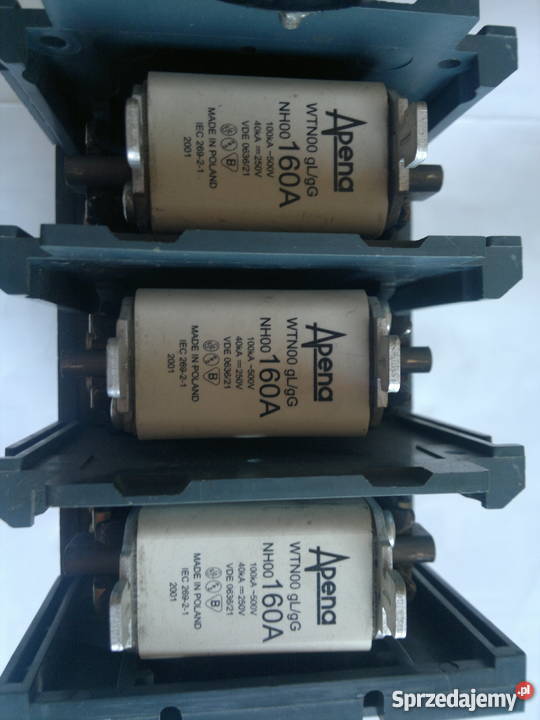 Apena
WTN00 gL/gG
NH00 160A
100kA ~500V
40kA ⎓ 250V
VDE 0636/21
B
MADE IN POLAND
IEC 269-2-1
2001
Apena
WTN00 gL/gG
NH00 160A
100kA ~500V
40kA ⎓ 250V
VDE 0636/21
B
MADE IN POLAND
IEC 269-2-1
2001
Apena
WTN00 gL/gG
NH00 160A
100kA ~500V
40kA ⎓ 250V
VDE 0636/21
B
MADE IN POLAND
IEC 269-2-1
2001
Sprzedajemy.pl